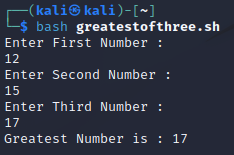 ┌──(kali㉿kali)-[~]
└─$ bash greatestofthree.sh
Enter First Number :
12
Enter Second Number :
15
Enter Third Number :
17
Greatest Number is : 17